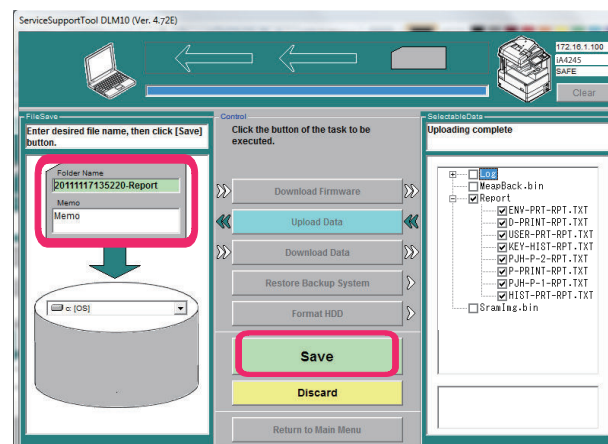 ServiceSupportTool DLM10 (Ver. 4.72E)
172.16.1.100
iA4245
SAFE
Clear
FileSave
Enter desired file name, then click [Save]
button.
Folder Name
20111117135220-Report
Memo
Memo
c: [OS]
Control
Click the button of the task to be
executed.
Download Firmware
Upload Data
Download Data
Restore Backup System
Format HDD
Save
Discard
Return to Main Menu
SelectableData
Uploading complete
Log
MeapBack.bin
Report
ENV-PRT-RPT.TXT
D-PRINT-RPT.TXT
USER-PRT-RPT.TXT
KEY-HIST-RPT.TXT
PJH-P-2-RPT.TXT
P-PRINT-RPT.TXT
PJH-P-1-RPT.TXT
HIST-PRT-RPT.TXT
SramImg.bin